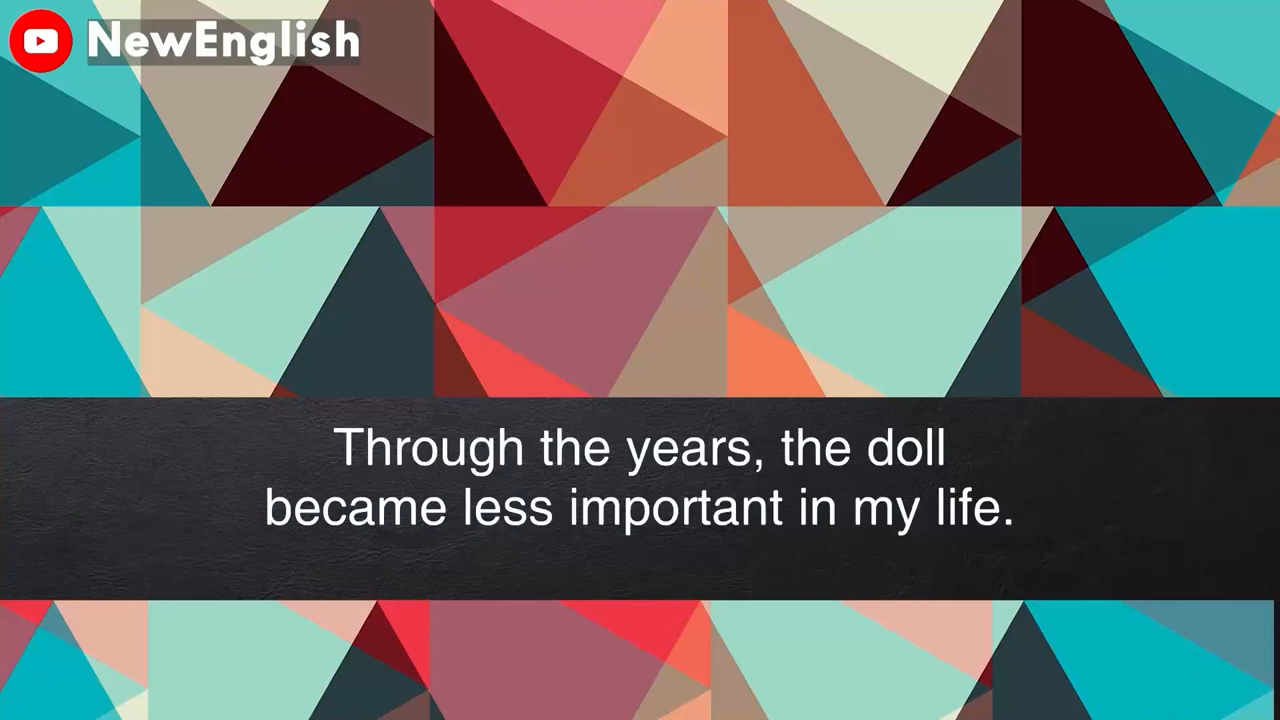 NewEnglish
Through the years, the doll
became less important in my life.